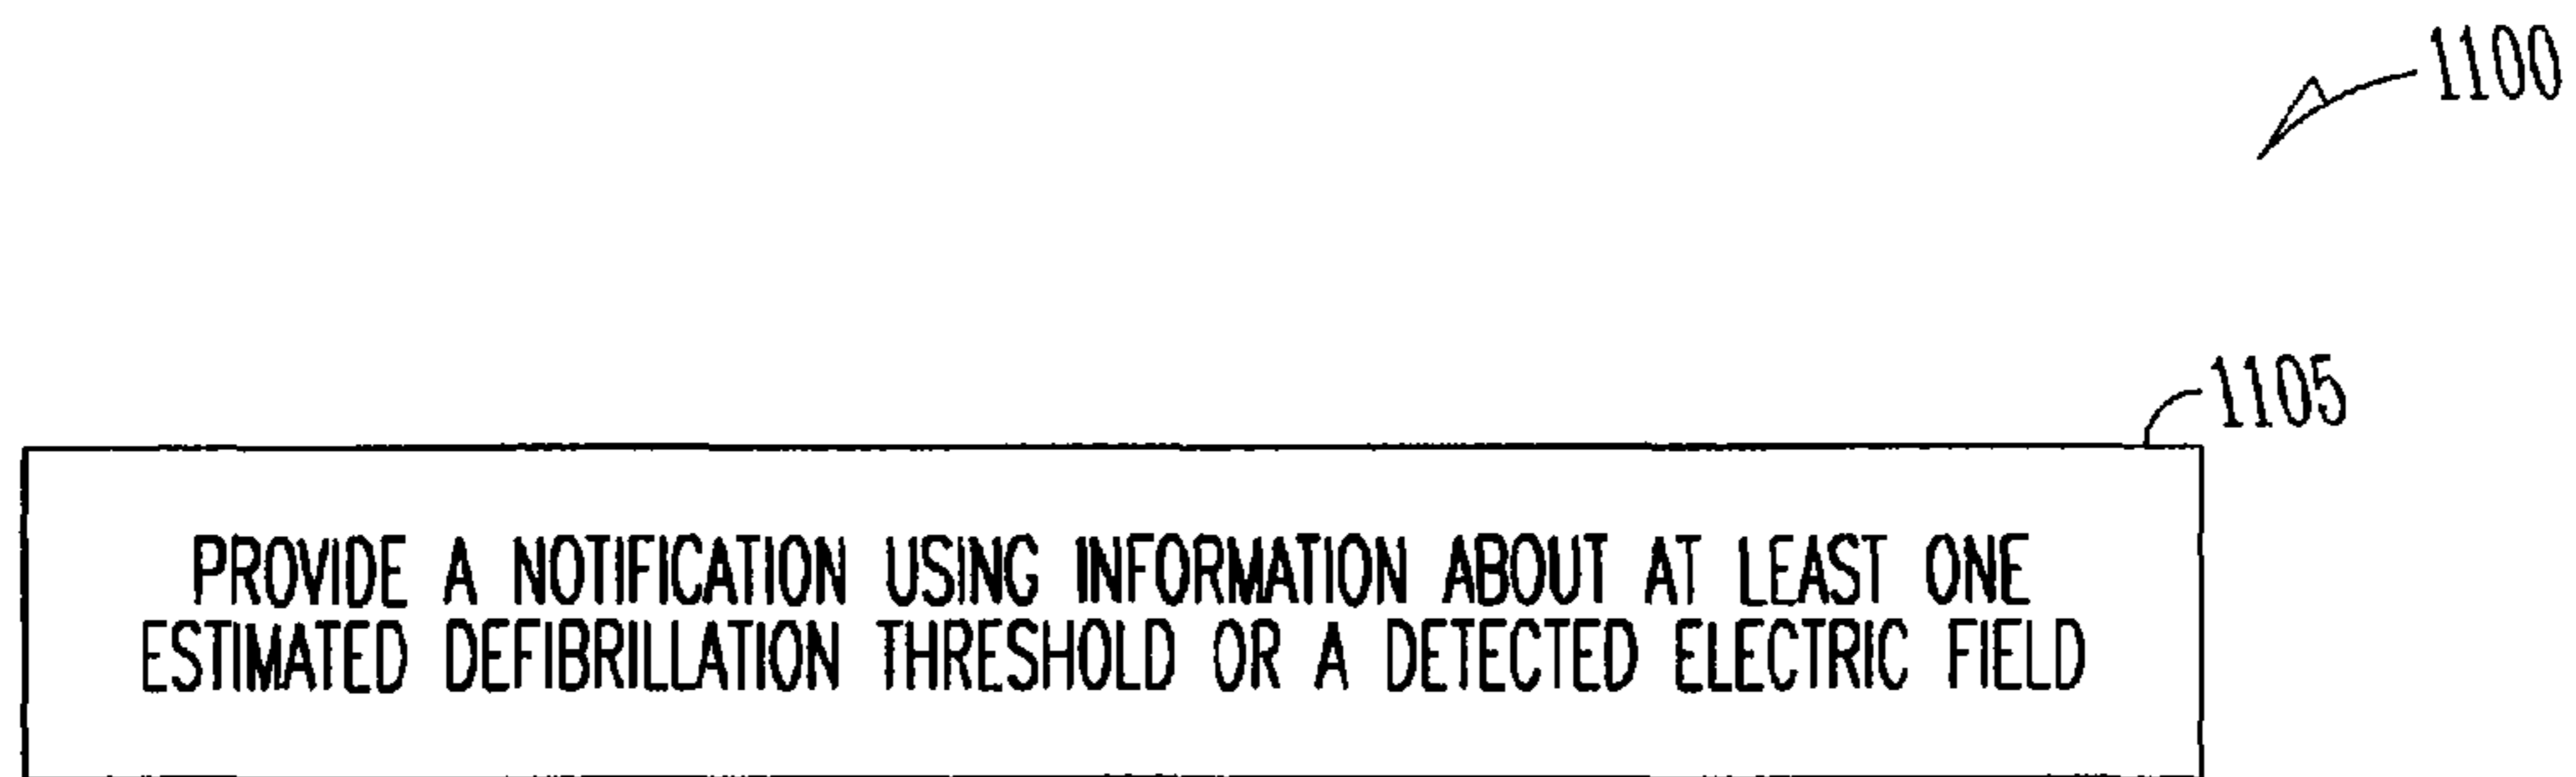 1100
1105
PROVIDE A NOTIFICATION USING INFORMATION ABOUT AT LEAST ONE
ESTIMATED DEFIBRILLATION THRESHOLD OR A DETECTED ELECTRIC FIELD